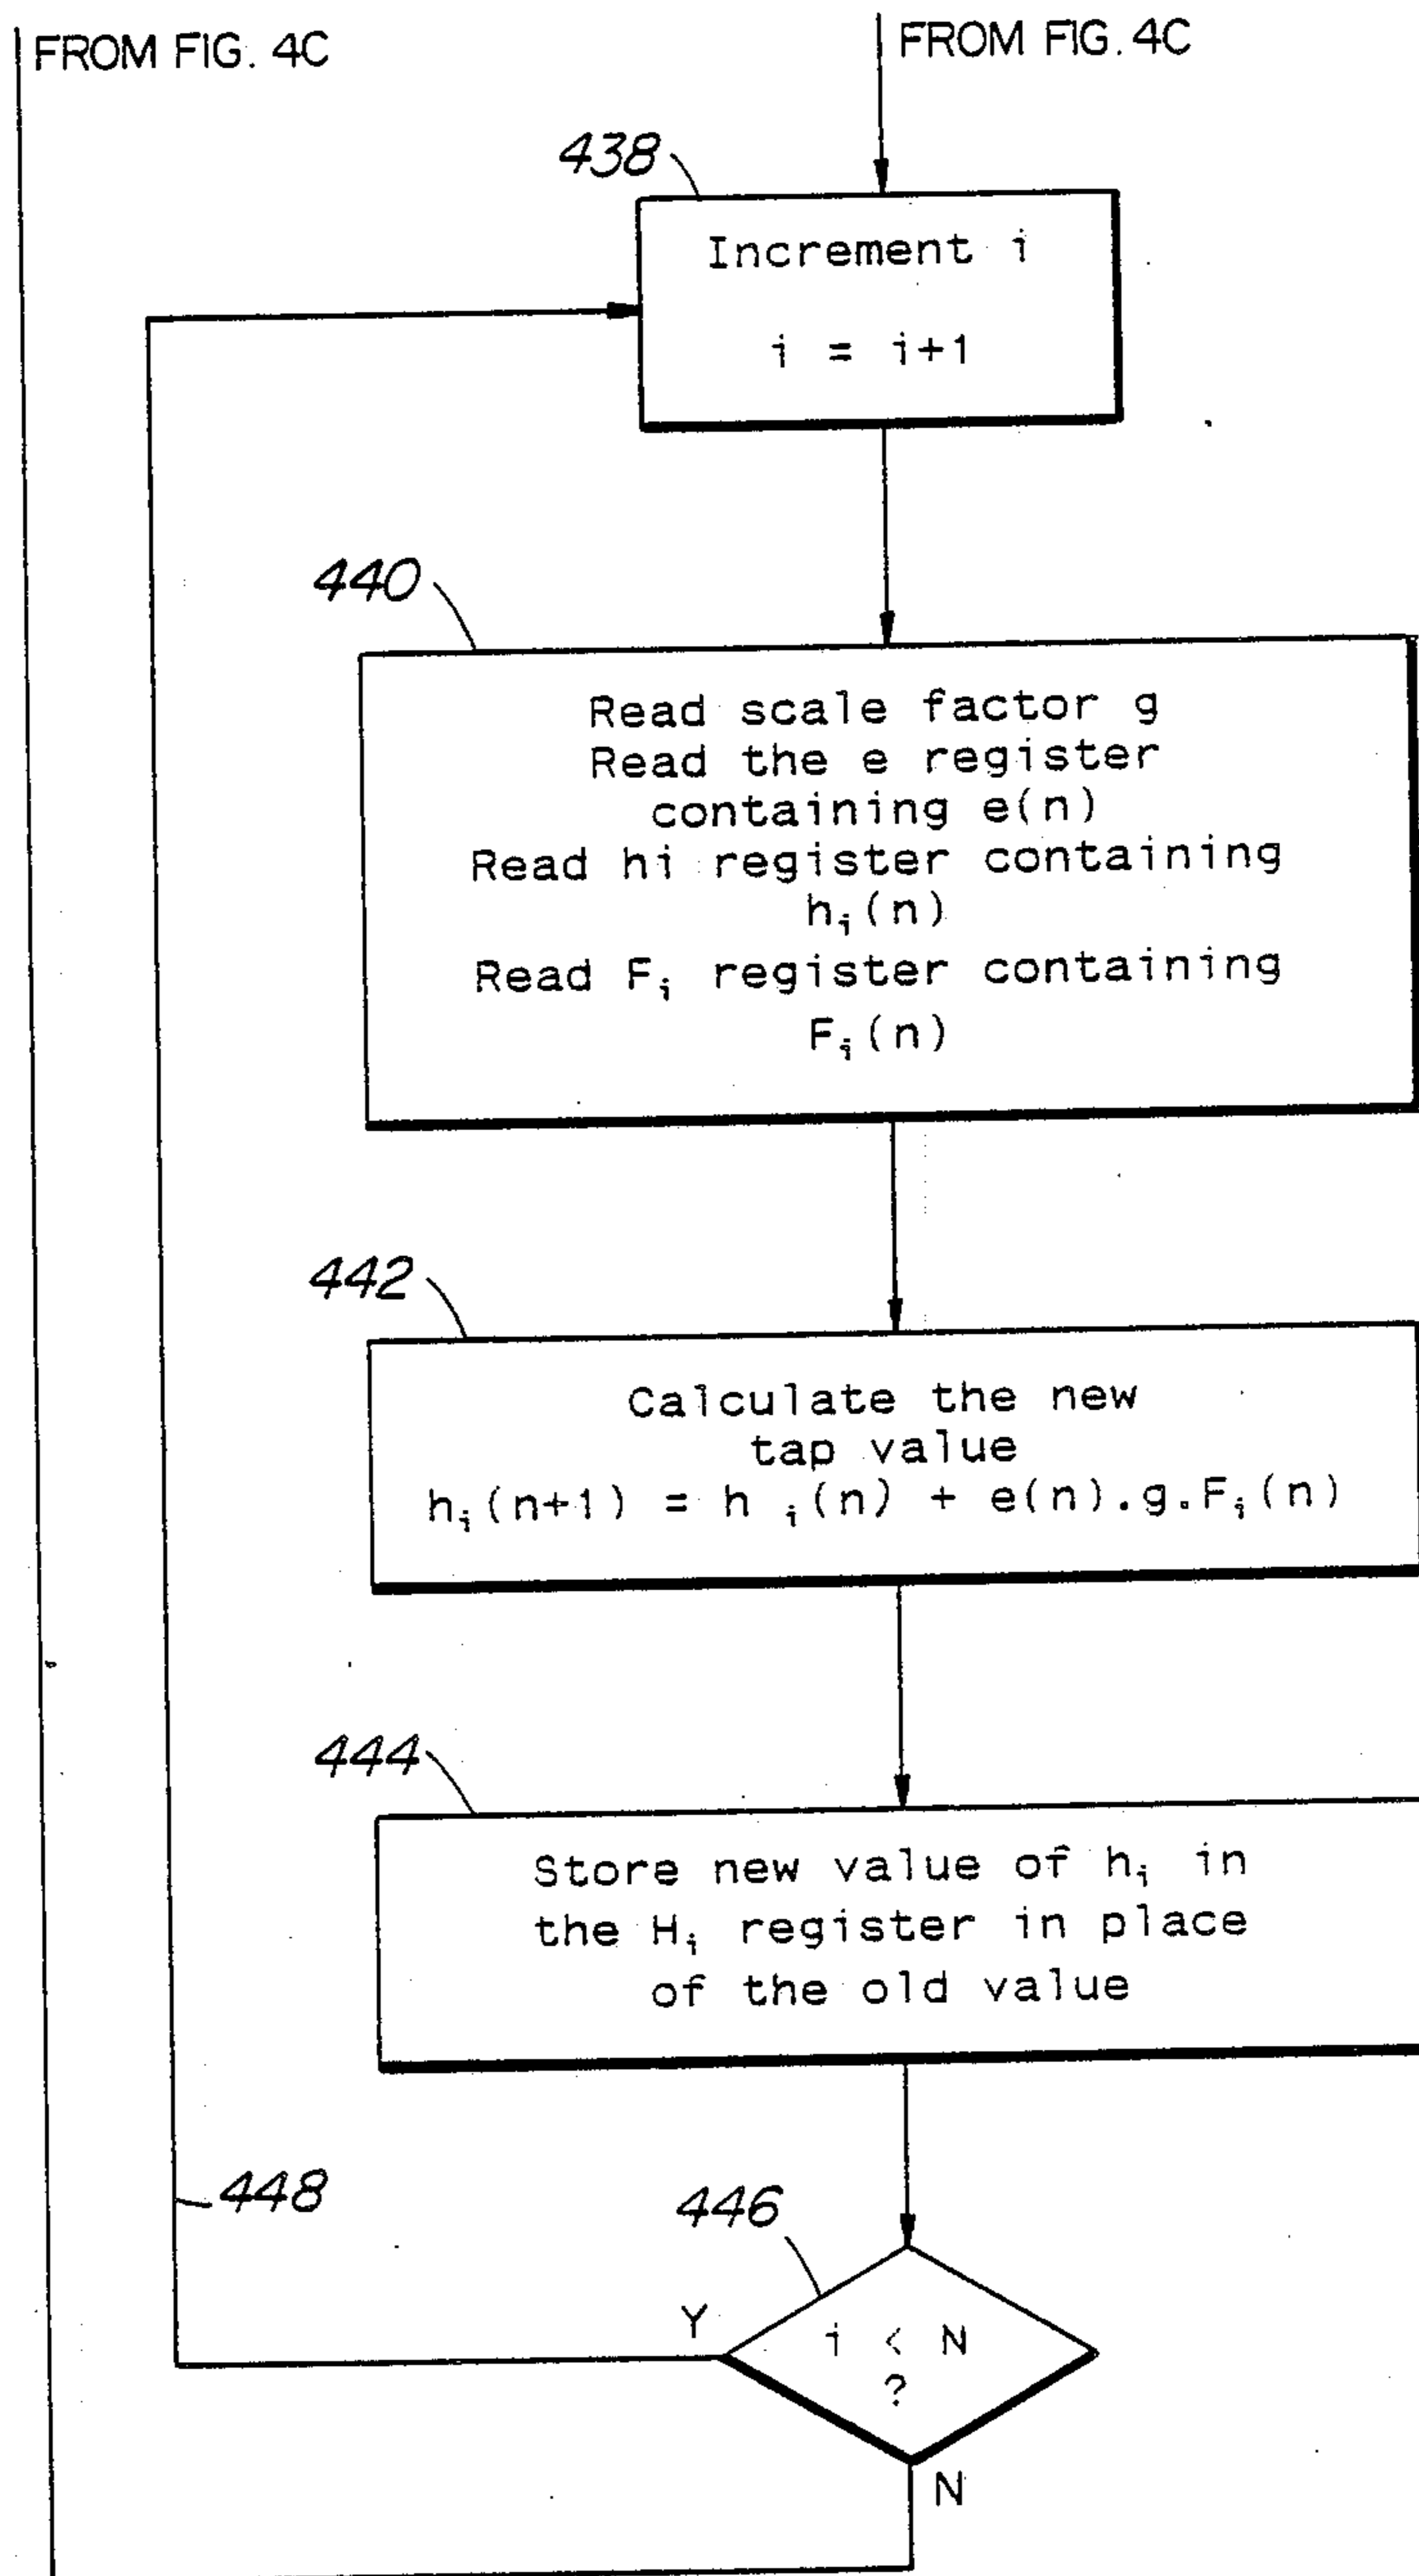 FROM FIG. 4C
FROM FIG. 4C
438
Increment i
i = i+1
440
Read scale factor g
Read the e register
containing e(n)
Read hi register containing
hᵢ(n)
Read Fᵢ register containing
Fᵢ(n)
442
Calculate the new
tap value
hᵢ(n+1) = h ᵢ(n) + e(n).g.Fᵢ(n)
444
Store new value of hᵢ in
the Hᵢ register in place
of the old value
448
446
Y
i < N
?
N